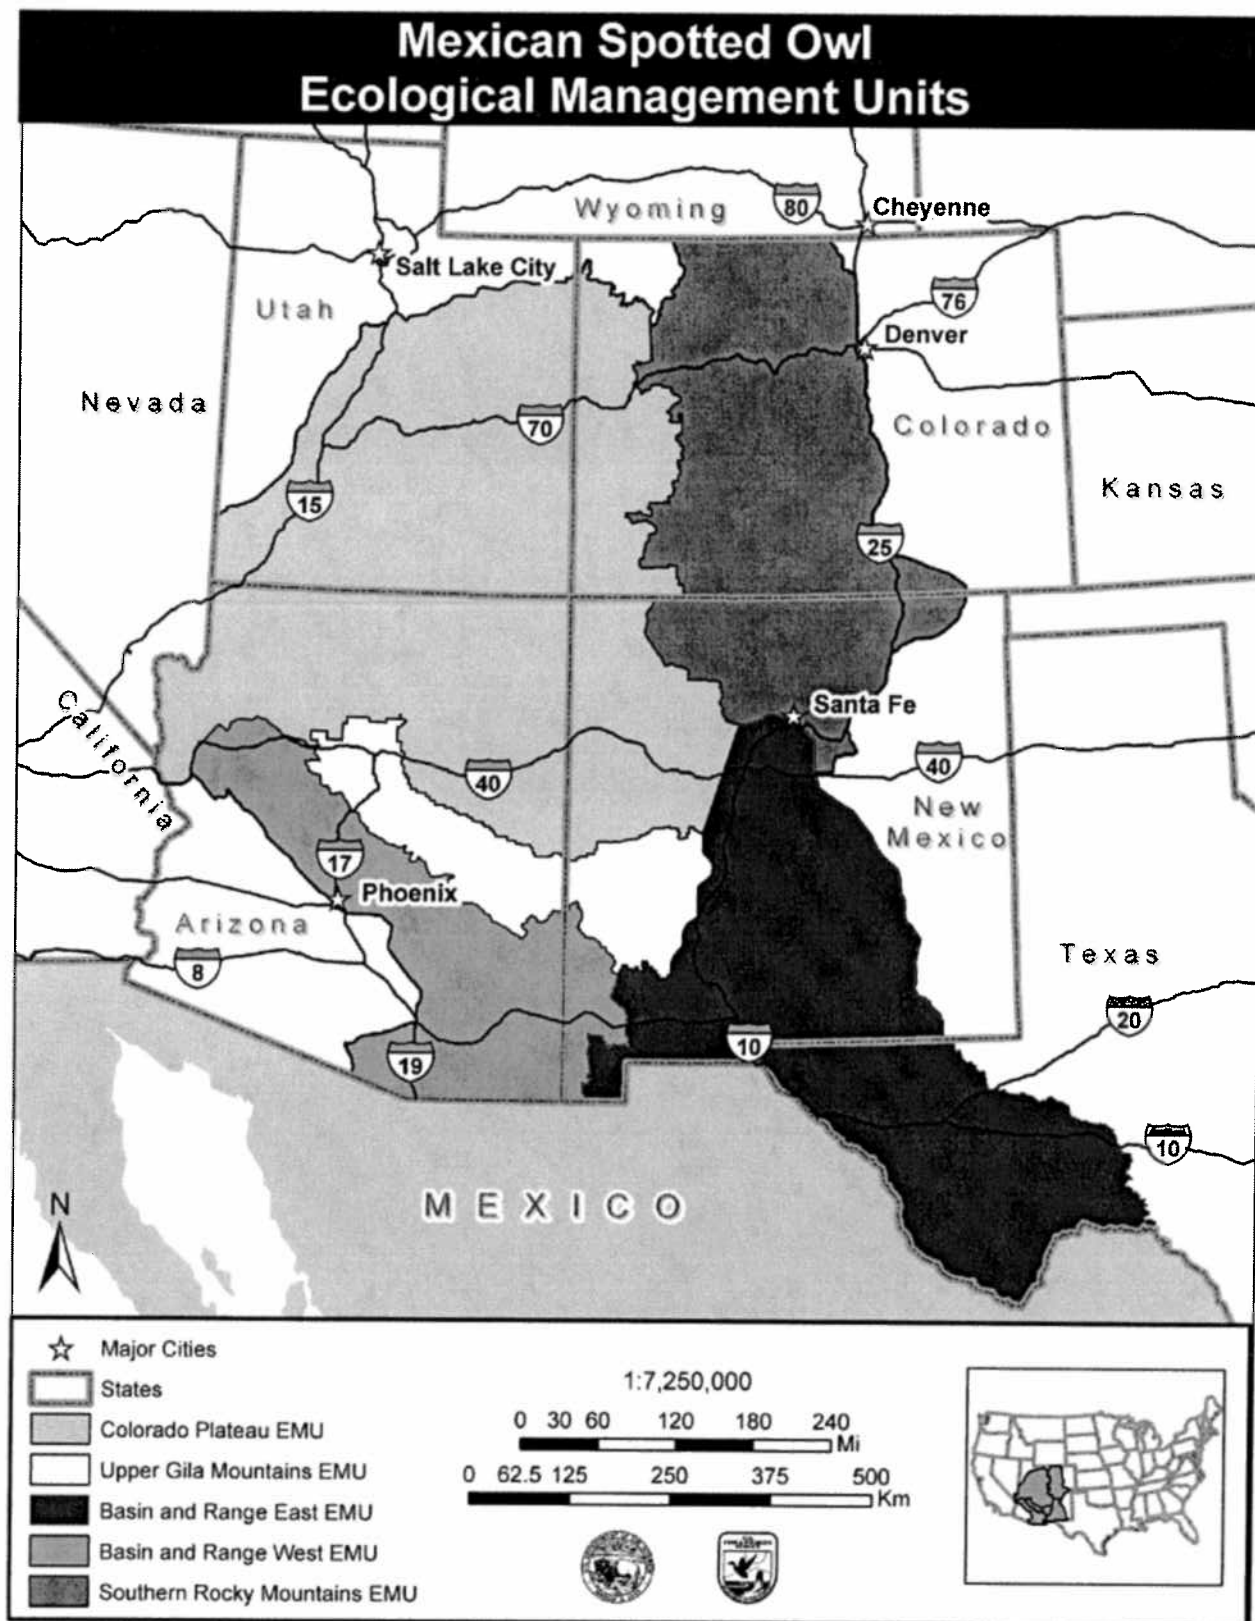 Mexican Spotted Owl
Ecological Management Units
Wyoming
80
Cheyenne
Salt Lake City
Utah
76
Denver
Nevada
70
Colorado
Kansas
15
25
California
Santa Fe
40
40
New
Mexico
17
Phoenix
Arizona
8
Texas
20
19
10
10
MEXICO
N
Major Cities
States
Colorado Plateau EMU
Upper Gila Mountains EMU
Basin and Range East EMU
Basin and Range West EMU
Southern Rocky Mountains EMU
1:7,250,000
0 30 60 120 180 240
Mi
0 62.5 125 250 375 500
Km